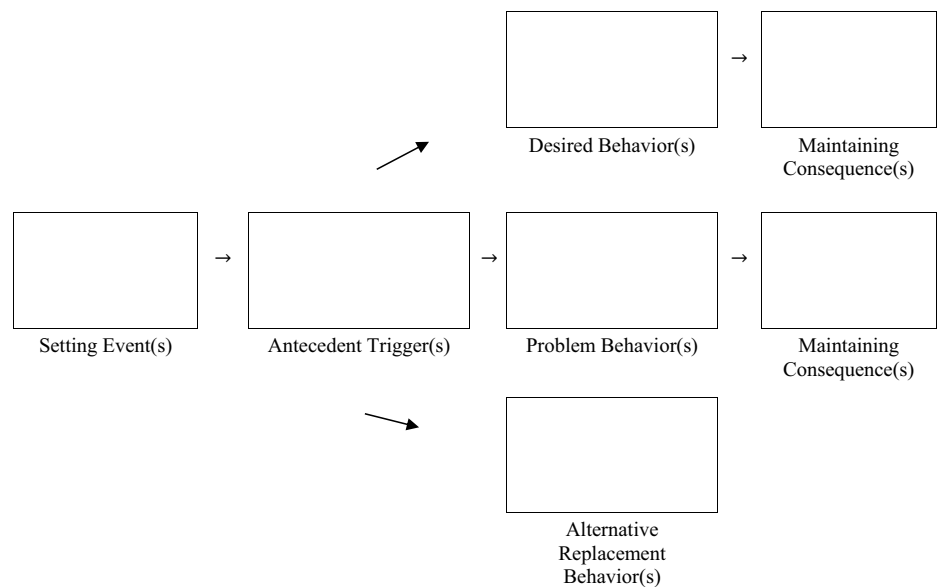 →
Desired Behavior(s)
Maintaining
Consequence(s)
→ → →
Setting Event(s)
Antecedent Trigger(s)
Problem Behavior(s)
Maintaining
Consequence(s)
Alternative
Replacement
Behavior(s)